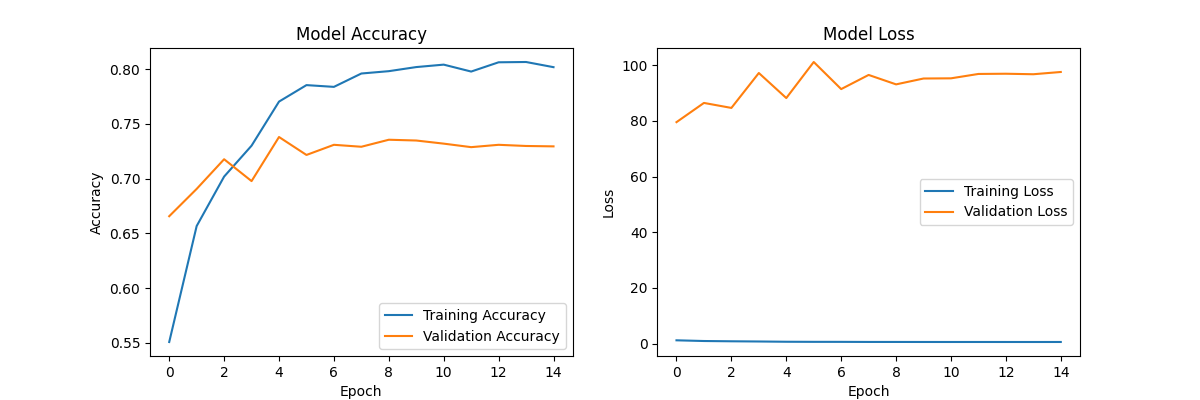 Model Accuracy
Accuracy
0.80
0.75
0.70
0.65
0.60
0.55
Training Accuracy
Validation Accuracy
0 2 4 6 8 10 12 14
Epoch
Model Loss
Loss
100
80
60
40
20
0
Training Loss
Validation Loss
0 2 4 6 8 10 12 14
Epoch